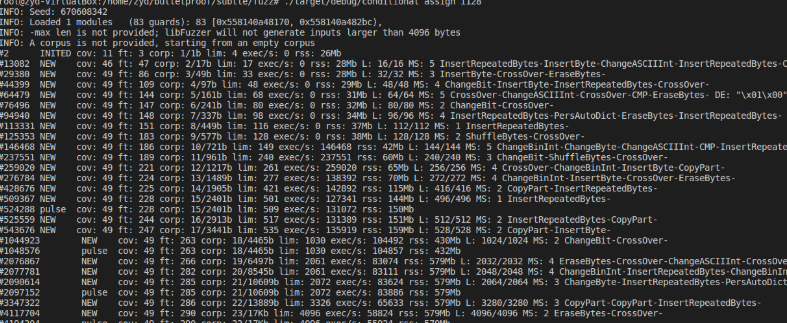 root@zyd-VirtualBox:/home/zyd/bulletproof/subtle/fuzz# ./target/debug/conditional_assign 1128
INFO: Seed: 670608342
INFO: Loaded 1 modules   (83 guards): 83 [0x558140a48170, 0x558140a482bc),
INFO: -max_len is not provided; libFuzzer will not generate inputs larger than 4096 bytes
INFO: A corpus is not provided, starting from an empty corpus
#2 INITED cov: 11 ft: 3 corp: 1/1b lim: 4 exec/s: 0 rss: 26Mb
#13082 NEW cov: 46 ft: 47 corp: 2/17b lim: 17 exec/s: 0 rss: 28Mb L: 16/16 MS: 5 InsertRepeatedBytes-InsertByte-ChangeASCIIInt-InsertRepeatedBytes-C
#29380 NEW cov: 49 ft: 86 corp: 3/49b lim: 33 exec/s: 0 rss: 28Mb L: 32/32 MS: 3 InsertByte-CrossOver-EraseBytes-
#44399 NEW cov: 49 ft: 109 corp: 4/97b lim: 48 exec/s: 0 rss: 29Mb L: 48/48 MS: 4 ChangeBit-InsertByte-InsertRepeatedBytes-CrossOver-
#64479 NEW cov: 49 ft: 144 corp: 5/161b lim: 68 exec/s: 0 rss: 31Mb L: 64/64 MS: 5 CrossOver-ChangeASCIIInt-CrossOver-CMP-EraseBytes- DE: "\x01\x00"
#76496 NEW cov: 49 ft: 147 corp: 6/241b lim: 80 exec/s: 0 rss: 32Mb L: 80/80 MS: 2 ChangeBit-CrossOver-
#94940 NEW cov: 49 ft: 148 corp: 7/337b lim: 98 exec/s: 0 rss: 34Mb L: 96/96 MS: 4 InsertRepeatedBytes-PersAutoDict-EraseBytes-InsertRepeatedBytes-
#113331 NEW cov: 49 ft: 151 corp: 8/449b lim: 116 exec/s: 0 rss: 37Mb L: 112/112 MS: 1 InsertRepeatedBytes-
#125353 NEW cov: 49 ft: 183 corp: 9/577b lim: 128 exec/s: 0 rss: 38Mb L: 128/128 MS: 2 ShuffleBytes-CrossOver-
#146468 NEW cov: 49 ft: 186 corp: 10/721b lim: 149 exec/s: 146468 rss: 42Mb L: 144/144 MS: 5 ChangeBinInt-ChangeByte-ChangeASCIIInt-CMP-InsertRepeated
#237551 NEW cov: 49 ft: 189 corp: 11/961b lim: 240 exec/s: 237551 rss: 60Mb L: 240/240 MS: 3 ChangeBit-ShuffleBytes-CrossOver-
#259020 NEW cov: 49 ft: 221 corp: 12/1217b lim: 261 exec/s: 259020 rss: 65Mb L: 256/256 MS: 4 CrossOver-ChangeBinInt-InsertByte-CopyPart-
#276784 NEW cov: 49 ft: 224 corp: 13/1489b lim: 277 exec/s: 138392 rss: 70Mb L: 272/272 MS: 4 ChangeBinInt-InsertByte-CrossOver-EraseBytes-
#428676 NEW cov: 49 ft: 225 corp: 14/1905b lim: 421 exec/s: 142892 rss: 115Mb L: 416/416 MS: 2 CopyPart-InsertRepeatedBytes-
#509367 NEW cov: 49 ft: 228 corp: 15/2401b lim: 501 exec/s: 127341 rss: 144Mb L: 496/496 MS: 1 InsertRepeatedBytes-
#524288 pulse cov: 49 ft: 228 corp: 15/2401b lim: 509 exec/s: 131072 rss: 150Mb
#525559 NEW cov: 49 ft: 244 corp: 16/2913b lim: 517 exec/s: 131389 rss: 151Mb L: 512/512 MS: 2 InsertRepeatedBytes-CopyPart-
#543676 NEW cov: 49 ft: 247 corp: 17/3441b lim: 535 exec/s: 135919 rss: 159Mb L: 528/528 MS: 2 CopyPart-InsertByte-
#1044923 NEW cov: 49 ft: 263 corp: 18/4465b lim: 1030 exec/s: 104492 rss: 430Mb L: 1024/1024 MS: 2 ChangeBit-CrossOver-
#1048576 pulse cov: 49 ft: 263 corp: 18/4465b lim: 1030 exec/s: 104857 rss: 432Mb
#2076867 NEW cov: 49 ft: 266 corp: 19/6497b lim: 2061 exec/s: 83074 rss: 579Mb L: 2032/2032 MS: 4 EraseBytes-CrossOver-ChangeASCIIInt-CrossOver-
#2077781 NEW cov: 49 ft: 282 corp: 20/8545b lim: 2061 exec/s: 83111 rss: 579Mb L: 2048/2048 MS: 4 ChangeBinInt-InsertRepeatedBytes-ChangeBinIn
#2090614 NEW cov: 49 ft: 285 corp: 21/10609b lim: 2072 exec/s: 83624 rss: 579Mb L: 2064/2064 MS: 3 ChangeBit-InsertRepeatedBytes-PersAutoDict
#2097152 pulse cov: 49 ft: 285 corp: 21/10609b lim: 2072 exec/s: 83886 rss: 579Mb
#3347322 NEW cov: 49 ft: 286 corp: 22/13889b lim: 3326 exec/s: 65633 rss: 579Mb L: 3280/3280 MS: 3 CopyPart-CopyPart-InsertRepeatedBytes-
#4117704 NEW cov: 49 ft: 290 corp: 23/17Kb lim: 4096 exec/s: 58824 rss: 579Mb L: 4096/4096 MS: 2 EraseBytes-CrossOver-
#4194304 pulse cov: 49 ft: 290 corp: 23/17Kb lim: 4096 exec/s: 55924 rss: 579Mb